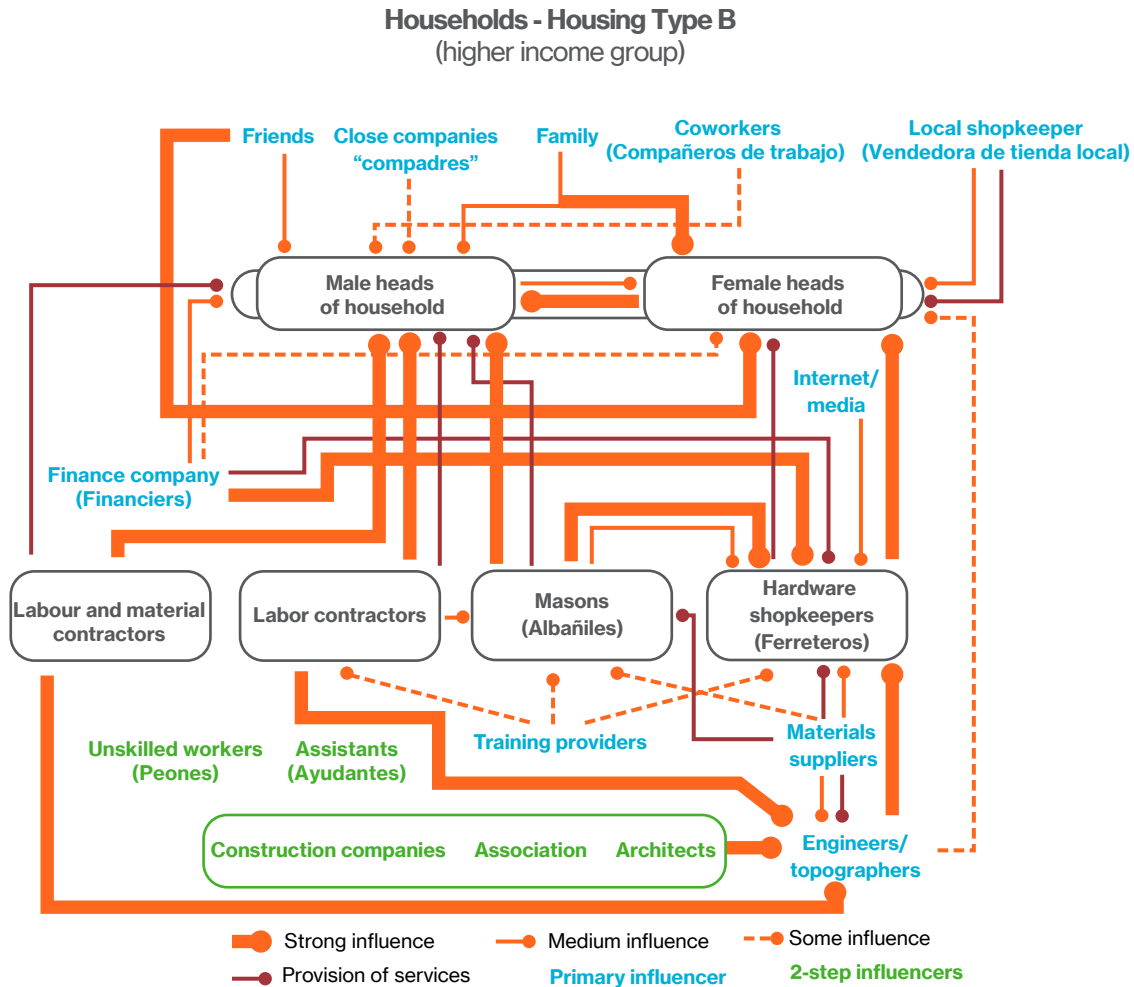 Households - Housing Type B
(higher income group)
Friends
Close companies
“compadres”
Family
Coworkers
(Compañeros de trabajo)
Local shopkeeper
(Vendedora de tienda local)
Male heads
of household
Female heads
of household
Internet/
media
Finance company
(Financiers)
Labour and material
contractors
Labor contractors
Masons
(Albañiles)
Hardware
shopkeepers
(Ferreteros)
Unskilled workers
(Peones)
Assistants
(Ayudantes)
Training providers
Materials
suppliers
Construction companies
Association
Architects
Engineers/
topographers
Strong influence
Medium influence
Some influence
Provision of services
Primary influencer
2-step influencers